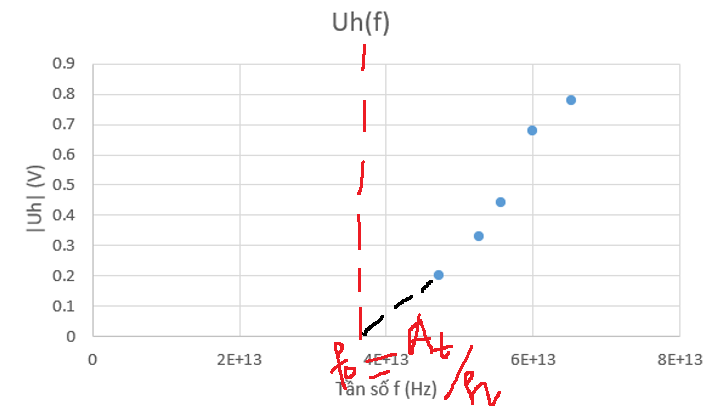 Uh(f)
0.9
0.8
0.7
0.6
0.5
0.4
0.3
0.2
0.1
0
|Uh| (V)
0 2E+13 4E+13 6E+13 8E+13
f₀ = At/h
Tần số f (Hz)